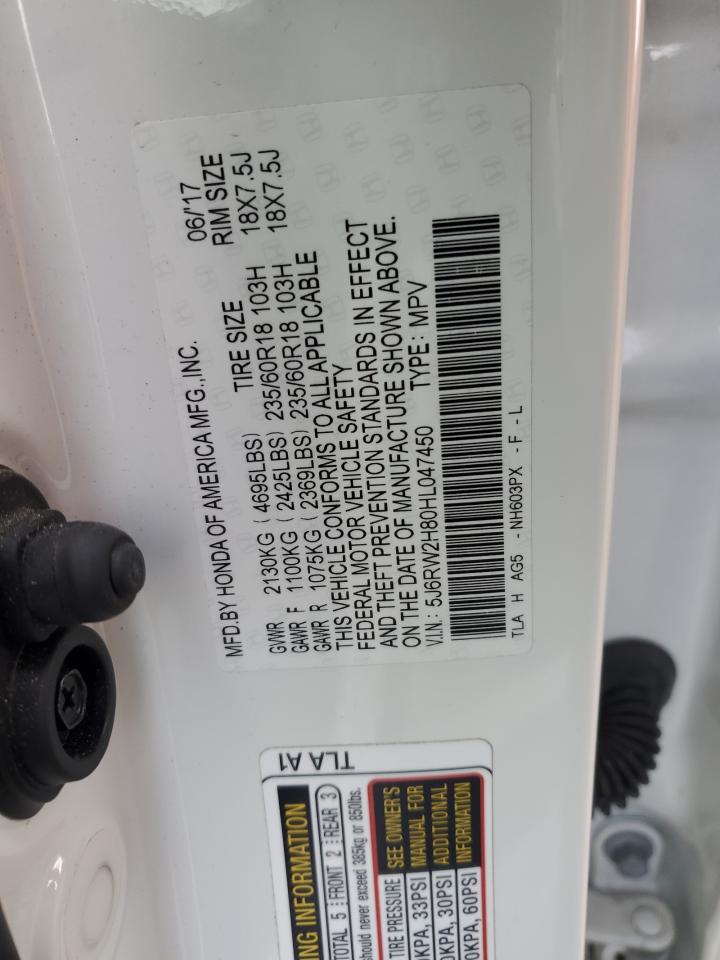 MFD.BY HONDA OF AMERICA MFG.,INC. 06/'17
TIRE SIZE RIM SIZE
GVWR 2130KG ( 4695LBS)
GAWR F 1100KG ( 2425LBS) 235/60R18 103H 18X7.5J
GAWR R 1075KG ( 2369LBS) 235/60R18 103H 18X7.5J
THIS VEHICLE CONFORMS TO ALL APPLICABLE
FEDERAL MOTOR VEHICLE SAFETY
AND THEFT PREVENTION STANDARDS IN EFFECT
ON THE DATE OF MANUFACTURE SHOWN ABOVE.
V.I.N.: 5J6RW2H80HL047450 TYPE: MPV
TLA H AG5 -NH603PX -F-L
TLA A1
INFORMATION
TOTAL 5 FRONT 2 REAR 3
should never exceed 385kg or 850lbs.
TIRE PRESSURE
KPA, 33PSI
KPA, 30PSI
KPA, 60PSI
SEE OWNER'S
MANUAL FOR
ADDITIONAL
INFORMATION